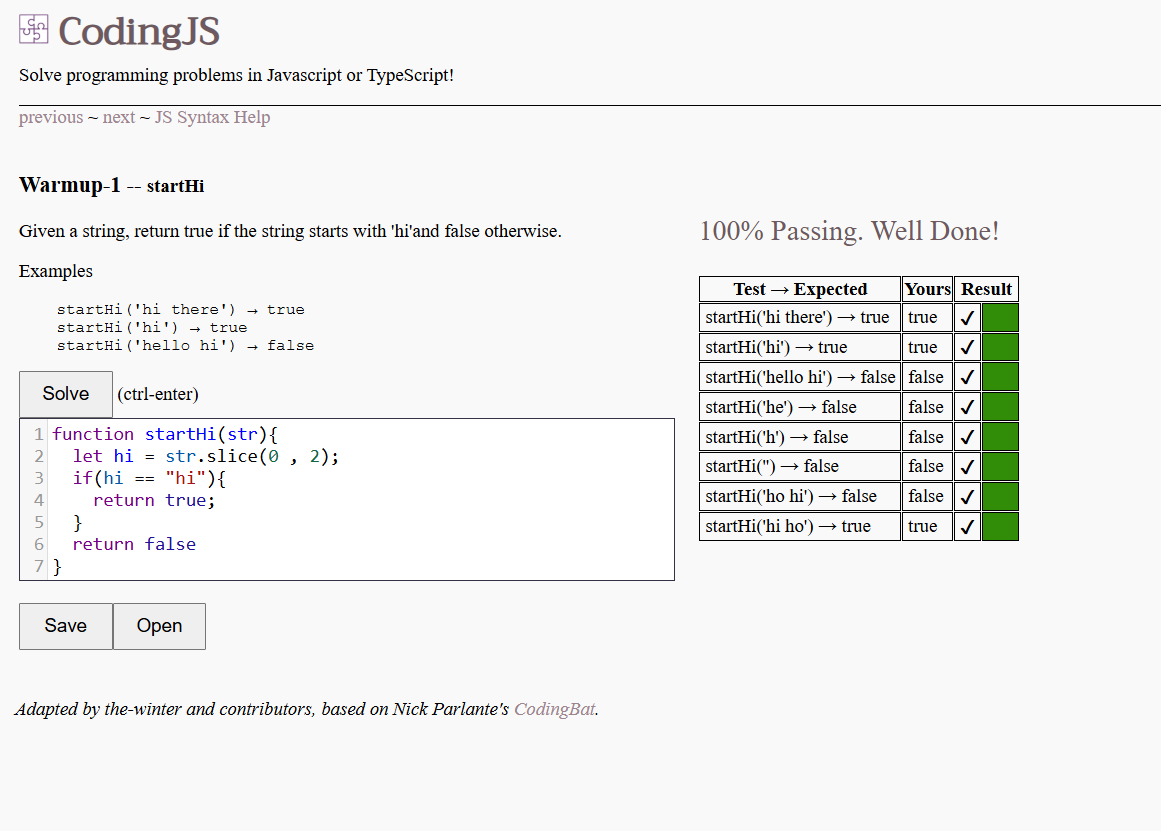 CodingJS
Solve programming problems in Javascript or TypeScript!
previous ~ next ~ JS Syntax Help
Warmup-1 -- startHi
Given a string, return true if the string starts with 'hi'and false otherwise.
Examples
startHi('hi there') → true
startHi('hi') → true
startHi('hello hi') → false
Solve (ctrl-enter)
1 function startHi(str){
2   let hi = str.slice(0 , 2);
3   if(hi == "hi"){
4     return true;
5   }
6   return false
7 }
Save Open
100% Passing. Well Done!
Test → Expected Yours Result
startHi('hi there') → true true ✔
startHi('hi') → true true ✔
startHi('hello hi') → false false ✔
startHi('he') → false false ✔
startHi('h') → false false ✔
startHi('') → false false ✔
startHi('ho hi') → false false ✔
startHi('hi ho') → true true ✔
Adapted by the-winter and contributors, based on Nick Parlante's CodingBat.